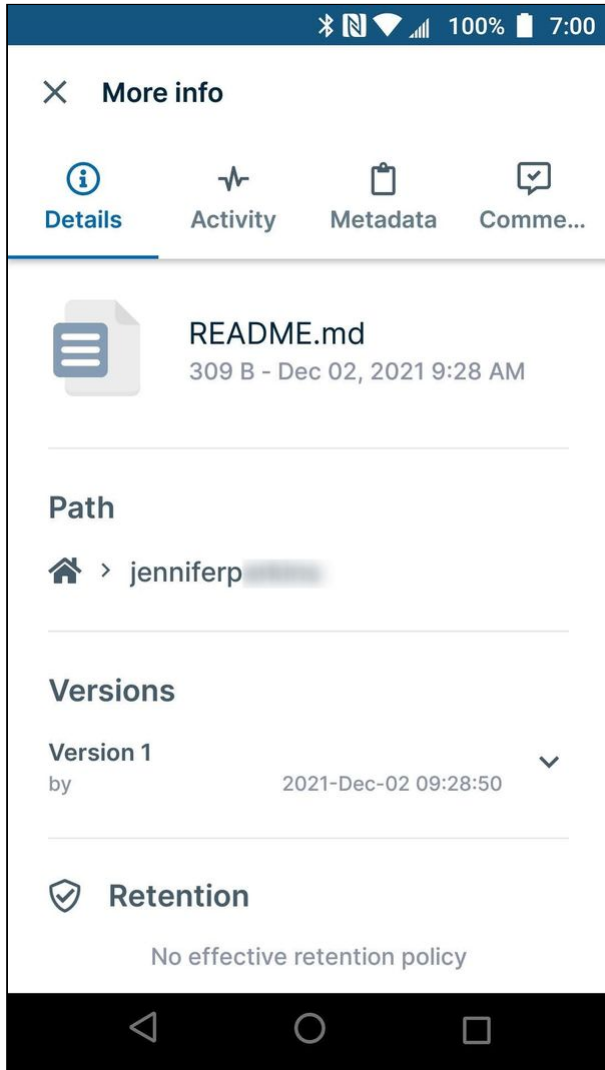 100% 7:00
More info
Details Activity Metadata Comme...
README.md
309 B - Dec 02, 2021 9:28 AM
Path
> jenniferp
Versions
Version 1
by 2021-Dec-02 09:28:50
Retention
No effective retention policy